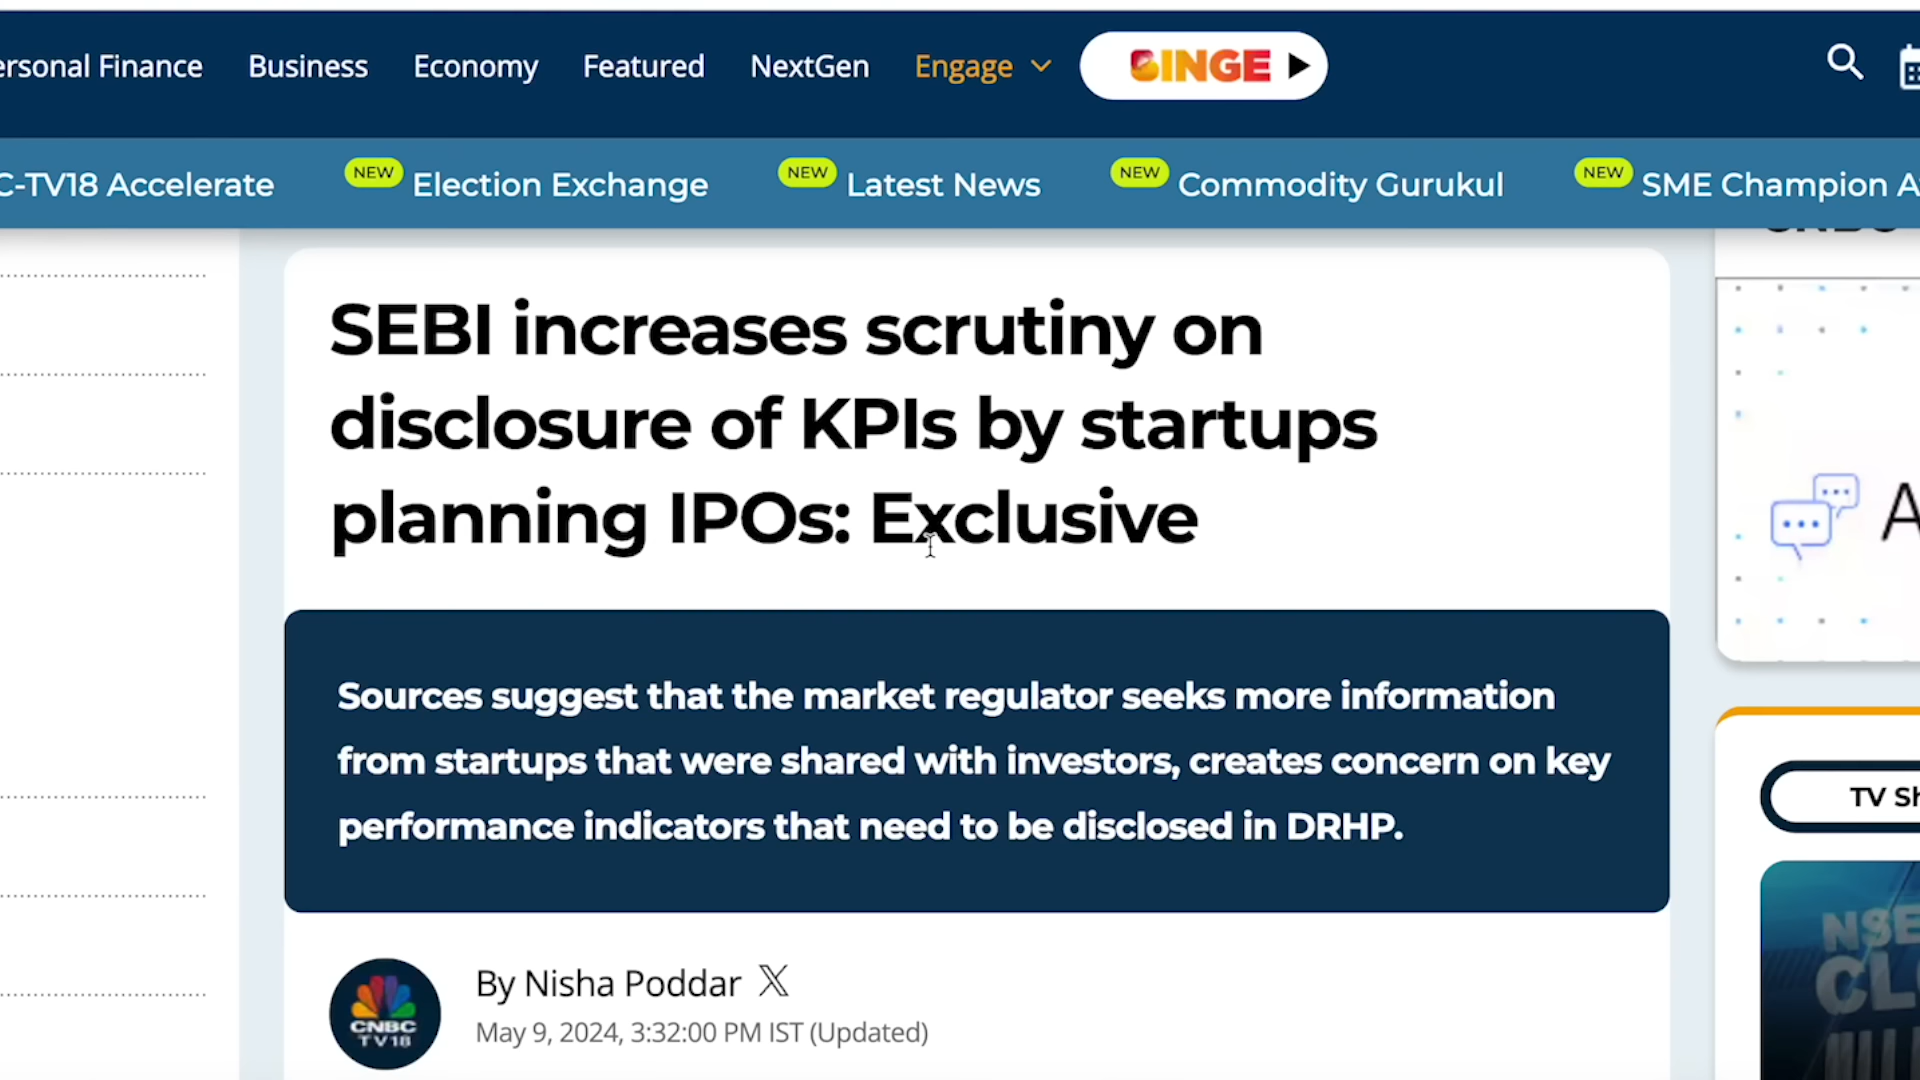 ersonal Finance Business Economy Featured NextGen Engage BINGE
C-TV18 Accelerate NEW Election Exchange NEW Latest News NEW Commodity Gurukul NEW SME Champion A
SEBI increases scrutiny on
disclosure of KPIs by startups
planning IPOs: Exclusive
Sources suggest that the market regulator seeks more information
from startups that were shared with investors, creates concern on key
performance indicators that need to be disclosed in DRHP.
By Nisha Poddar X
May 9, 2024, 3:32:00 PM IST (Updated)
CNBC
TV18
A
TV Sh
NSE
CL